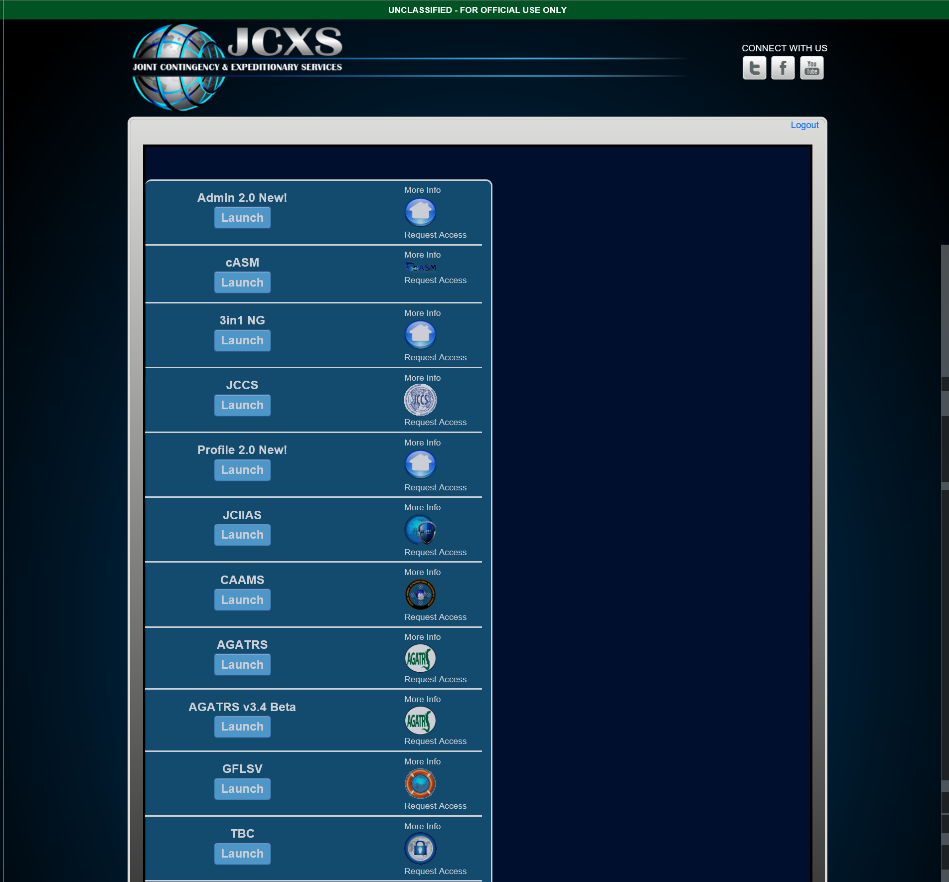 UNCLASSIFIED - FOR OFFICIAL USE ONLY
JCXS
JOINT CONTINGENCY & EXPEDITIONARY SERVICES
CONNECT WITH US
You
Tube
Logout
Admin 2.0 New!
Launch
More Info
Request Access
cASM
Launch
More Info
Request Access
3in1 NG
Launch
More Info
Request Access
JCCS
Launch
More Info
JCCS
Request Access
Profile 2.0 New!
Launch
More Info
Request Access
JCIIAS
Launch
More Info
Request Access
CAAMS
Launch
More Info
Request Access
AGATRS
Launch
More Info
AGATRS
Request Access
AGATRS v3.4 Beta
Launch
More Info
AGATRS
Request Access
GFLSV
Launch
More Info
Request Access
TBC
Launch
More Info
Request Access